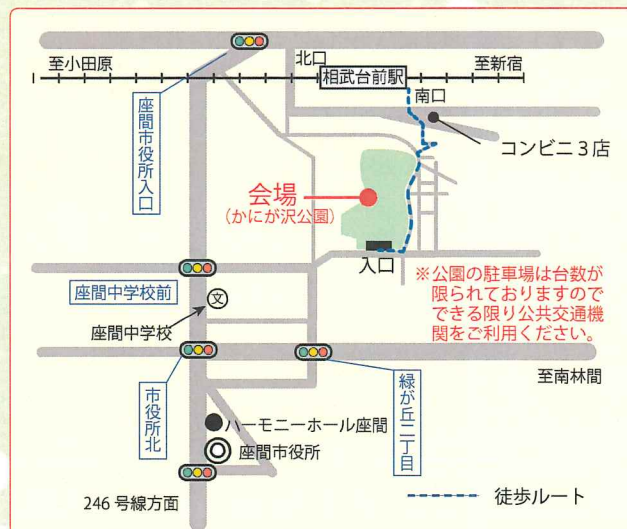 至小田原
北口
相武台前駅
至新宿
南口
座間市役所入口
コンビニ3店
会場
(かにが沢公園)
入口
※公園の駐車場は台数が
限られておりますので
できる限り公共交通機
関をご利用ください。
座間中学校前
文
座間中学校
至南林間
市役所北
緑が丘二丁目
ハーモニーホール座間
座間市役所
246号線方面
徒歩ルート